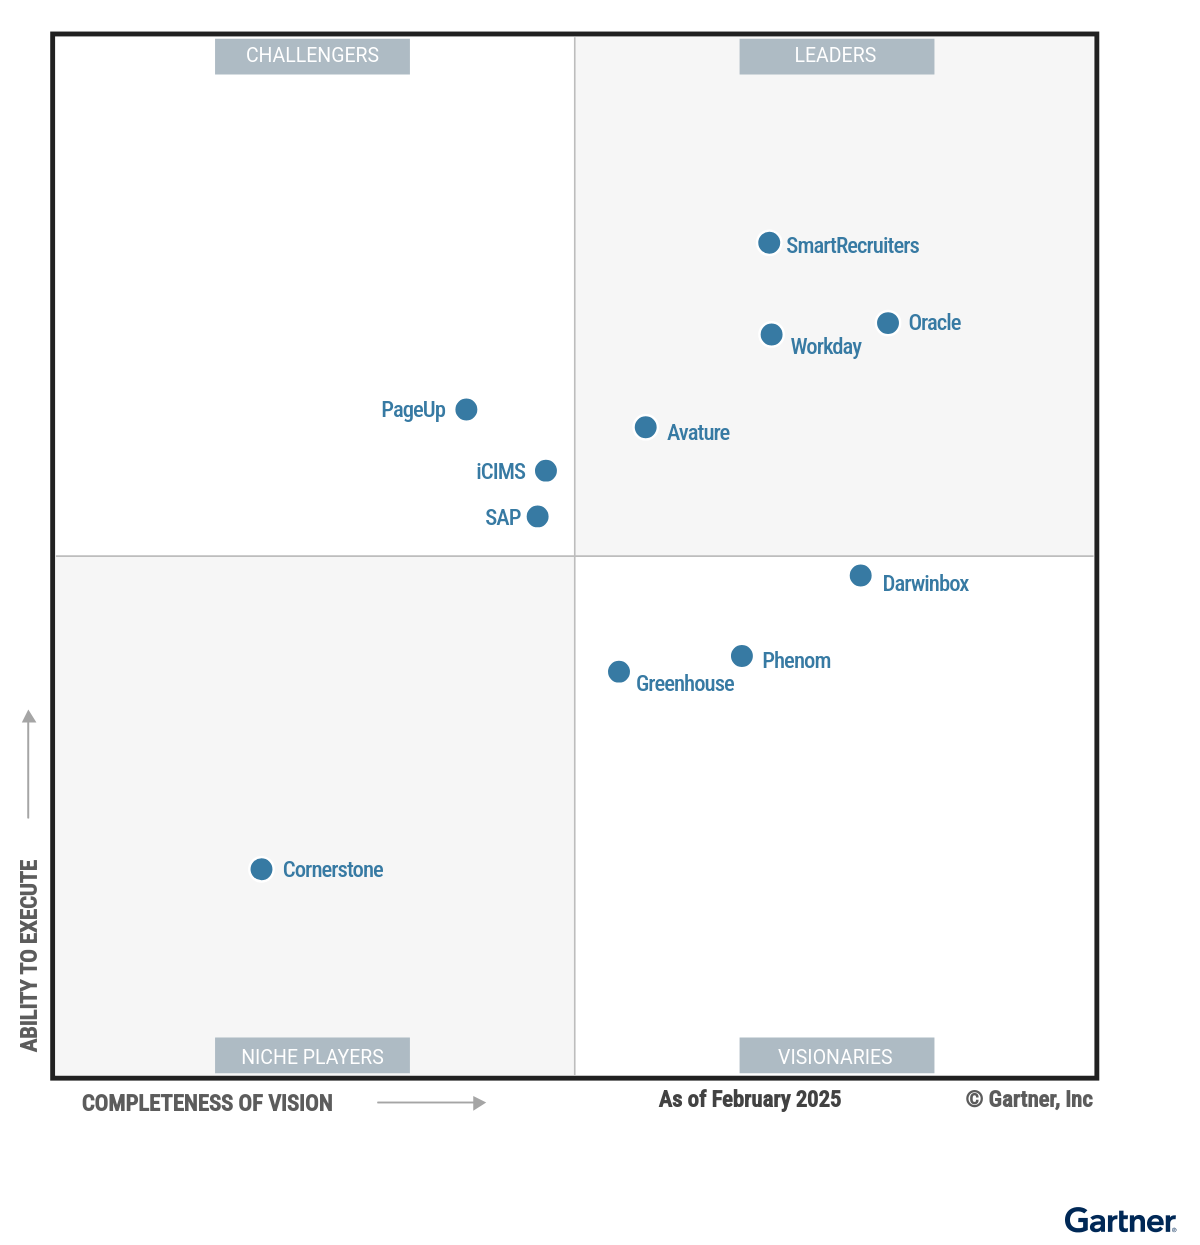 CHALLENGERS
LEADERS
SmartRecruiters
Oracle
Workday
PageUp
Avature
iCIMS
SAP
Darwinbox
Phenom
Greenhouse
Cornerstone
ABILITY TO EXECUTE
NICHE PLAYERS
VISIONARIES
COMPLETENESS OF VISION
As of February 2025
© Gartner, Inc
Gartner®